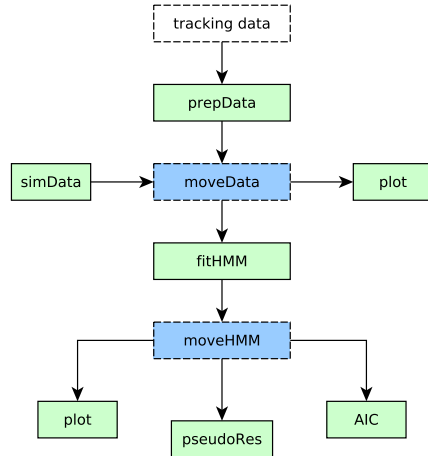 tracking data
prepData
simData
moveData
plot
fitHMM
moveHMM
plot
pseudoRes
AIC